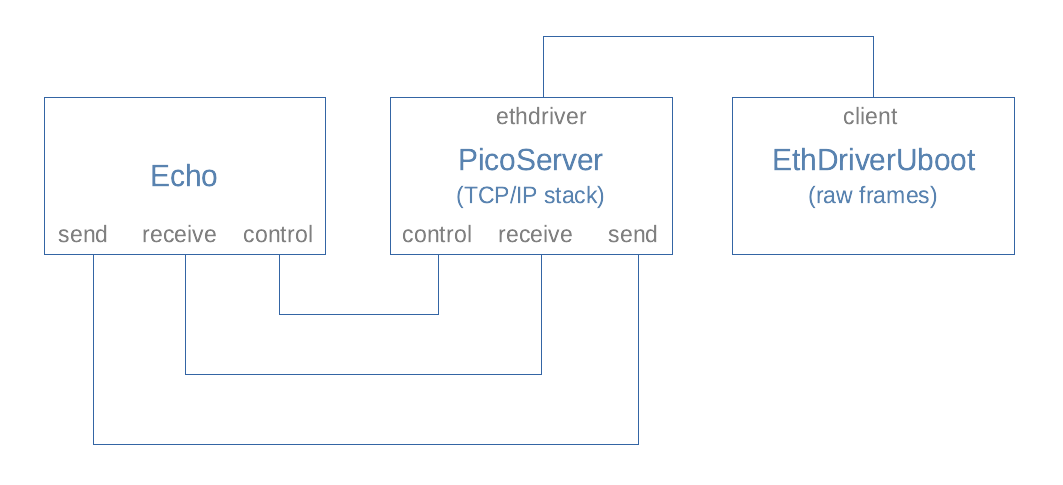 Echo
send receive control
ethdriver
PicoServer
(TCP/IP stack)
control receive send
client
EthDriverUboot
(raw frames)